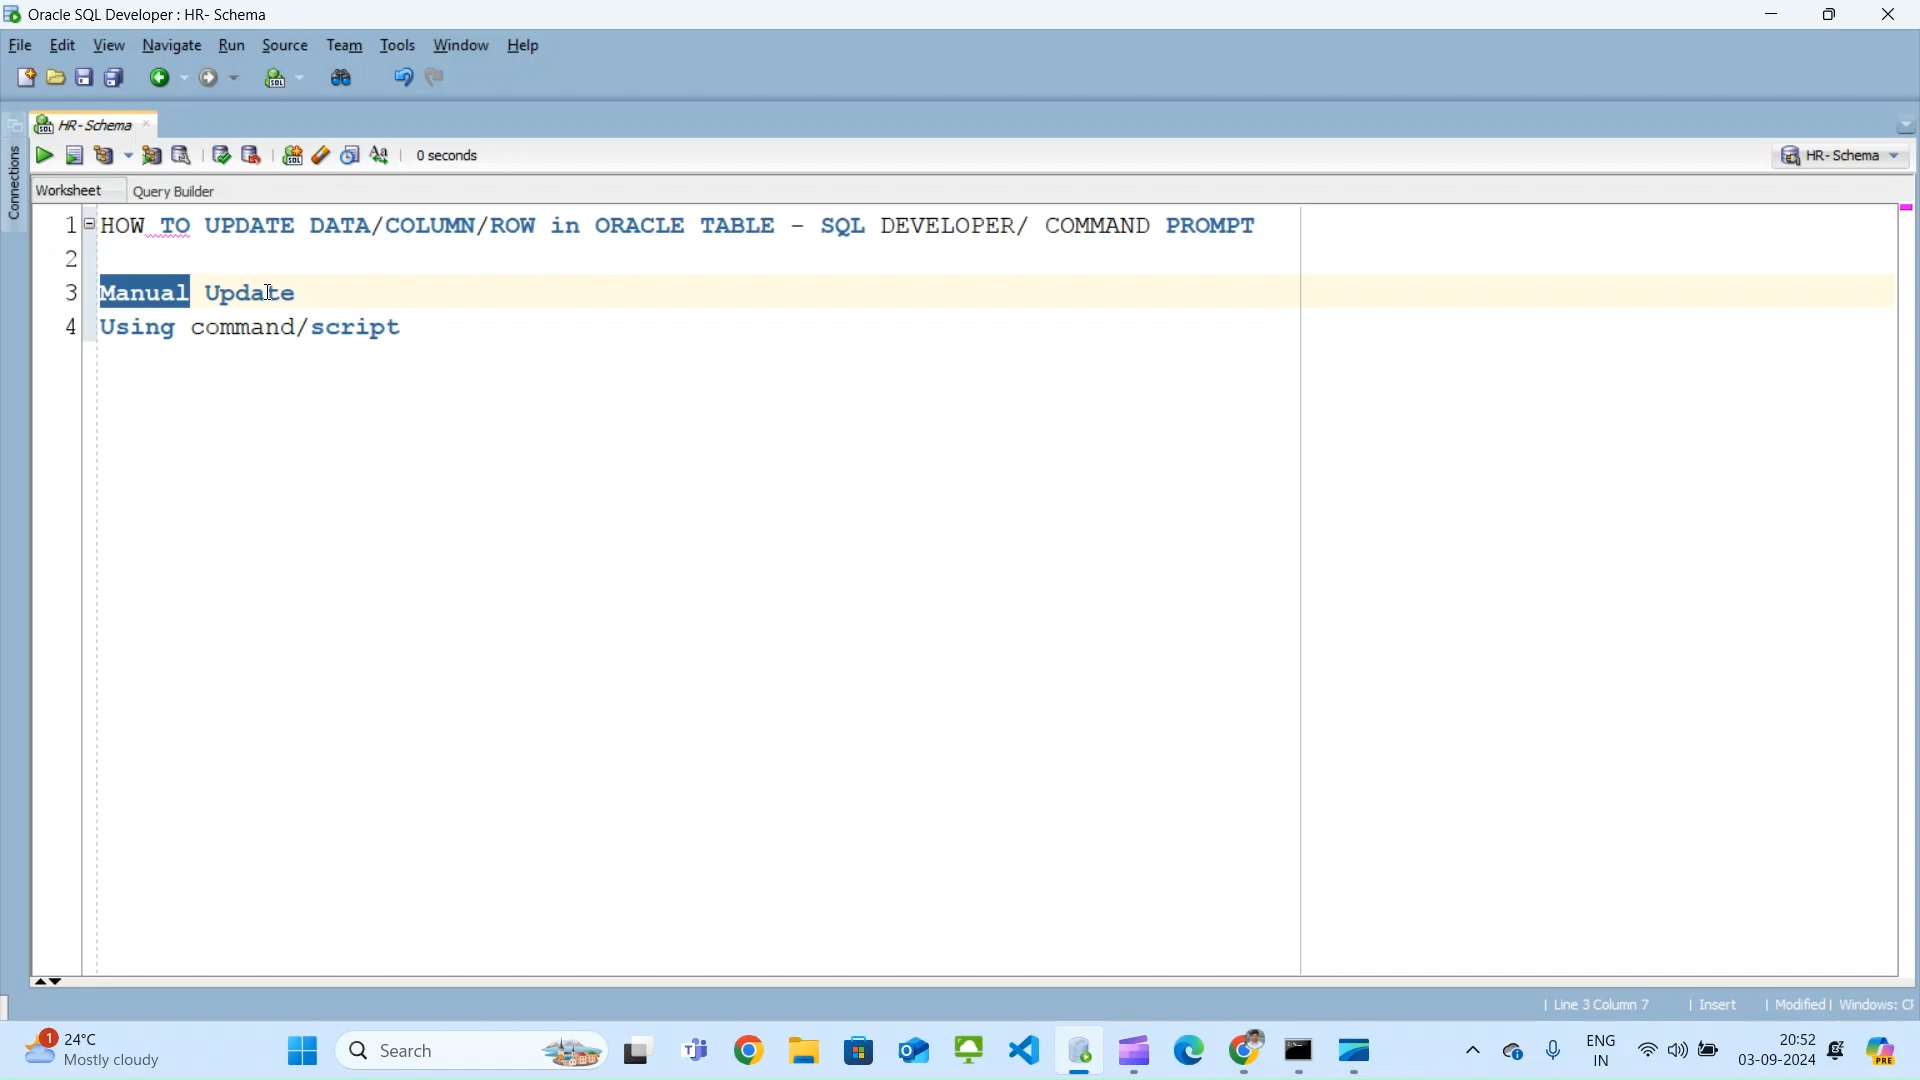 Oracle SQL Developer : HR- Schema
File Edit View Navigate Run Source Team Tools Window Help
HR-Schema
0 seconds
HR-Schema
Connections
Worksheet Query Builder
1 HOW TO UPDATE DATA/COLUMN/ROW in ORACLE TABLE - SQL DEVELOPER/ COMMAND PROMPT
2
3 Manual Update
4 Using command/script
| Line 3 Column 7 | Insert | Modified | Windows: CF
1 24°C
Mostly cloudy
Search
ENG
IN
20:52
03-09-2024
PRE